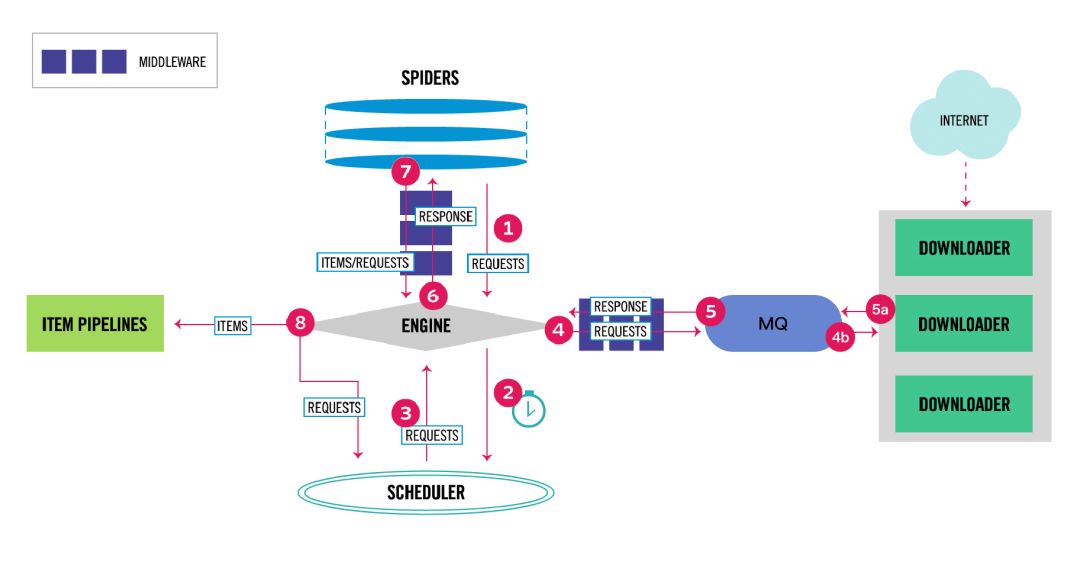 MIDDLEWARE
SPIDERS
INTERNET
7
RESPONSE
1
DOWNLOADER
ITEMS/REQUESTS
REQUESTS
6
ITEM PIPELINES
ITEMS
8
ENGINE
4
RESPONSE
REQUESTS
5
MQ
5a
4b
DOWNLOADER
2
REQUESTS
3
REQUESTS
DOWNLOADER
SCHEDULER